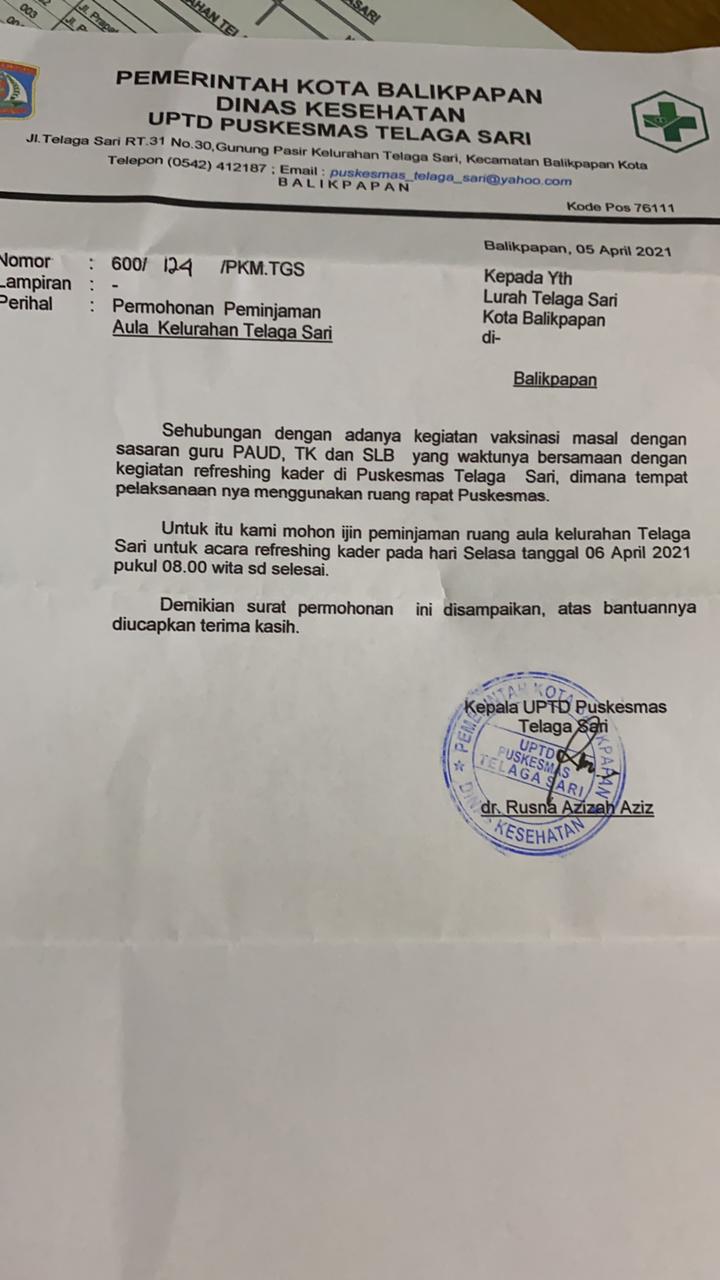 003
Jl. Prapa
SARI
PEMERINTAH KOTA BALIKPAPAN
DINAS KESEHATAN
UPTD PUSKESMAS TELAGA SARI
Jl.Telaga Sari RT.31 No.30,Gunung Pasir Kelurahan Telaga Sari, Kecamatan Balikpapan Kota
Telepon (0542) 412187 ; Email : puskesmas_telaga_sari@yahoo.com
BALIKPAPAN
Kode Pos 76111
Balikpapan, 05 April 2021
Nomor : 600/ 124 /PKM.TGS
Lampiran : -
Perihal : Permohonan Peminjaman
Aula Kelurahan Telaga Sari
Kepada Yth
Lurah Telaga Sari
Kota Balikpapan
di-
Balikpapan
Sehubungan dengan adanya kegiatan vaksinasi masal dengan
sasaran guru PAUD, TK dan SLB yang waktunya bersamaan dengan
kegiatan refreshing kader di Puskesmas Telaga Sari, dimana tempat
pelaksanaan nya menggunakan ruang rapat Puskesmas.
Untuk itu kami mohon ijin peminjaman ruang aula kelurahan Telaga
Sari untuk acara refreshing kader pada hari Selasa tanggal 06 April 2021
pukul 08.00 wita sd selesai.
Demikian surat permohonan ini disampaikan, atas bantuannya
diucapkan terima kasih.
Kepala UPTD Puskesmas
Telaga Sari
PEMERINTAH KOTA BALIKPAPAN
UPTD
PUSKESMAS
TELAGA SARI
DINAS KESEHATAN
dr. Rusna Azizah Aziz